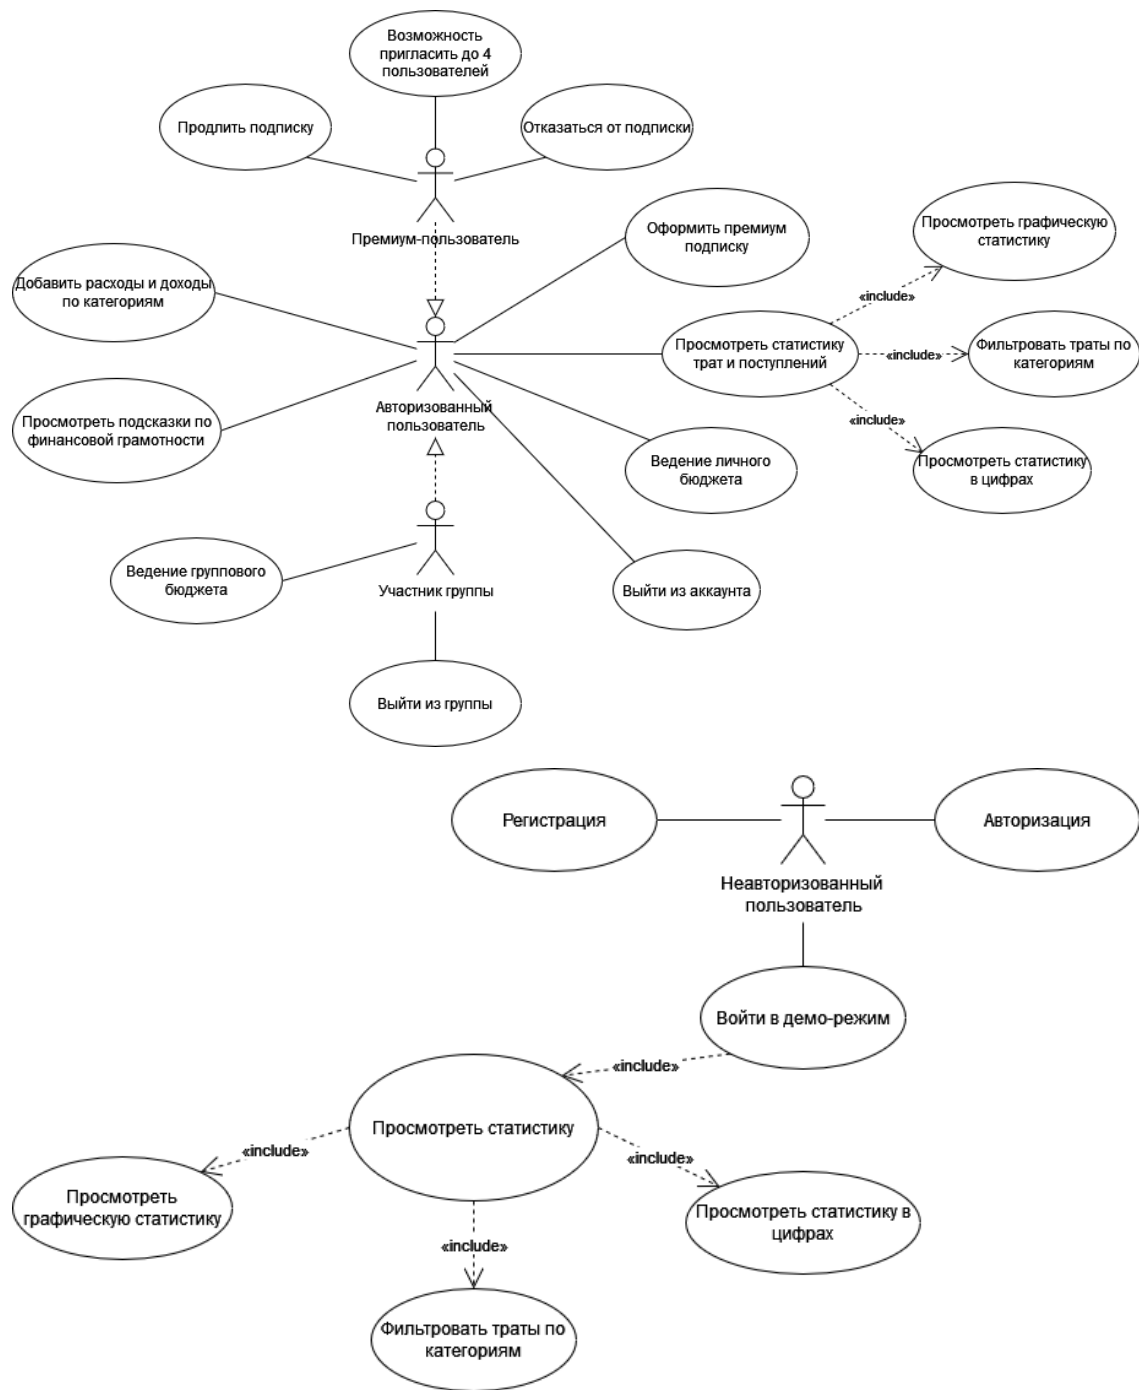 Возможность
пригласить до 4
пользователей
Продлить подписку
Отказаться от подписки
Премиум-пользователь
Оформить премиум
подписку
Просмотреть графическую
статистику
Добавить расходы и доходы
по категориям
«include»
Просмотреть статистику
трат и поступлений
«include»
Фильтровать траты по
категориям
Авторизованный
пользователь
Просмотреть подсказки по
финансовой грамотности
«include»
Ведение личного
бюджета
Просмотреть статистику
в цифрах
Ведение группового
бюджета
Участник группы
Выйти из аккаунта
Выйти из группы
Регистрация
Авторизация
Неавторизованный
пользователь
Войти в демо-режим
«include»
Просмотреть статистику
«include»
«include»
Просмотреть
графическую статистику
Просмотреть статистику в
цифрах
«include»
Фильтровать траты по
категориям